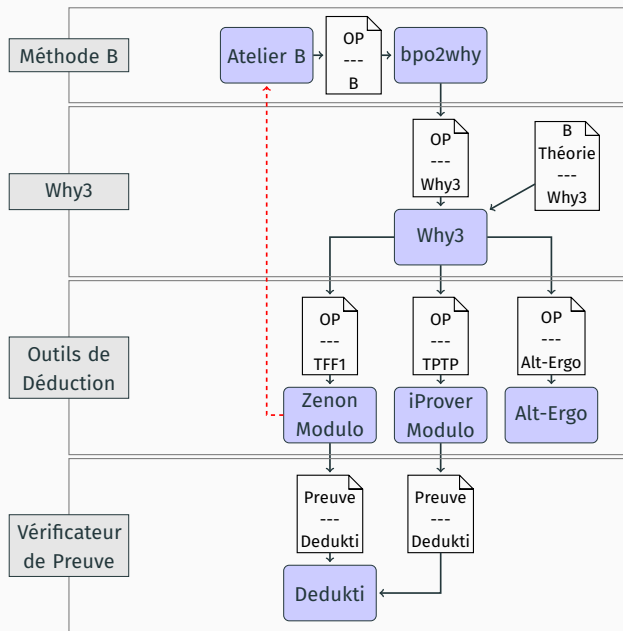 Méthode B
Atelier B
OP
---
B
bpo2why
OP
---
Why3
B
Théorie
---
Why3
Why3
Why3
OP
---
TFF1
OP
---
TPTP
OP
---
Alt-Ergo
Outils de
Déduction
Zenon
Modulo
iProver
Modulo
Alt-Ergo
Preuve
---
Dedukti
Preuve
---
Dedukti
Vérificateur
de Preuve
Dedukti